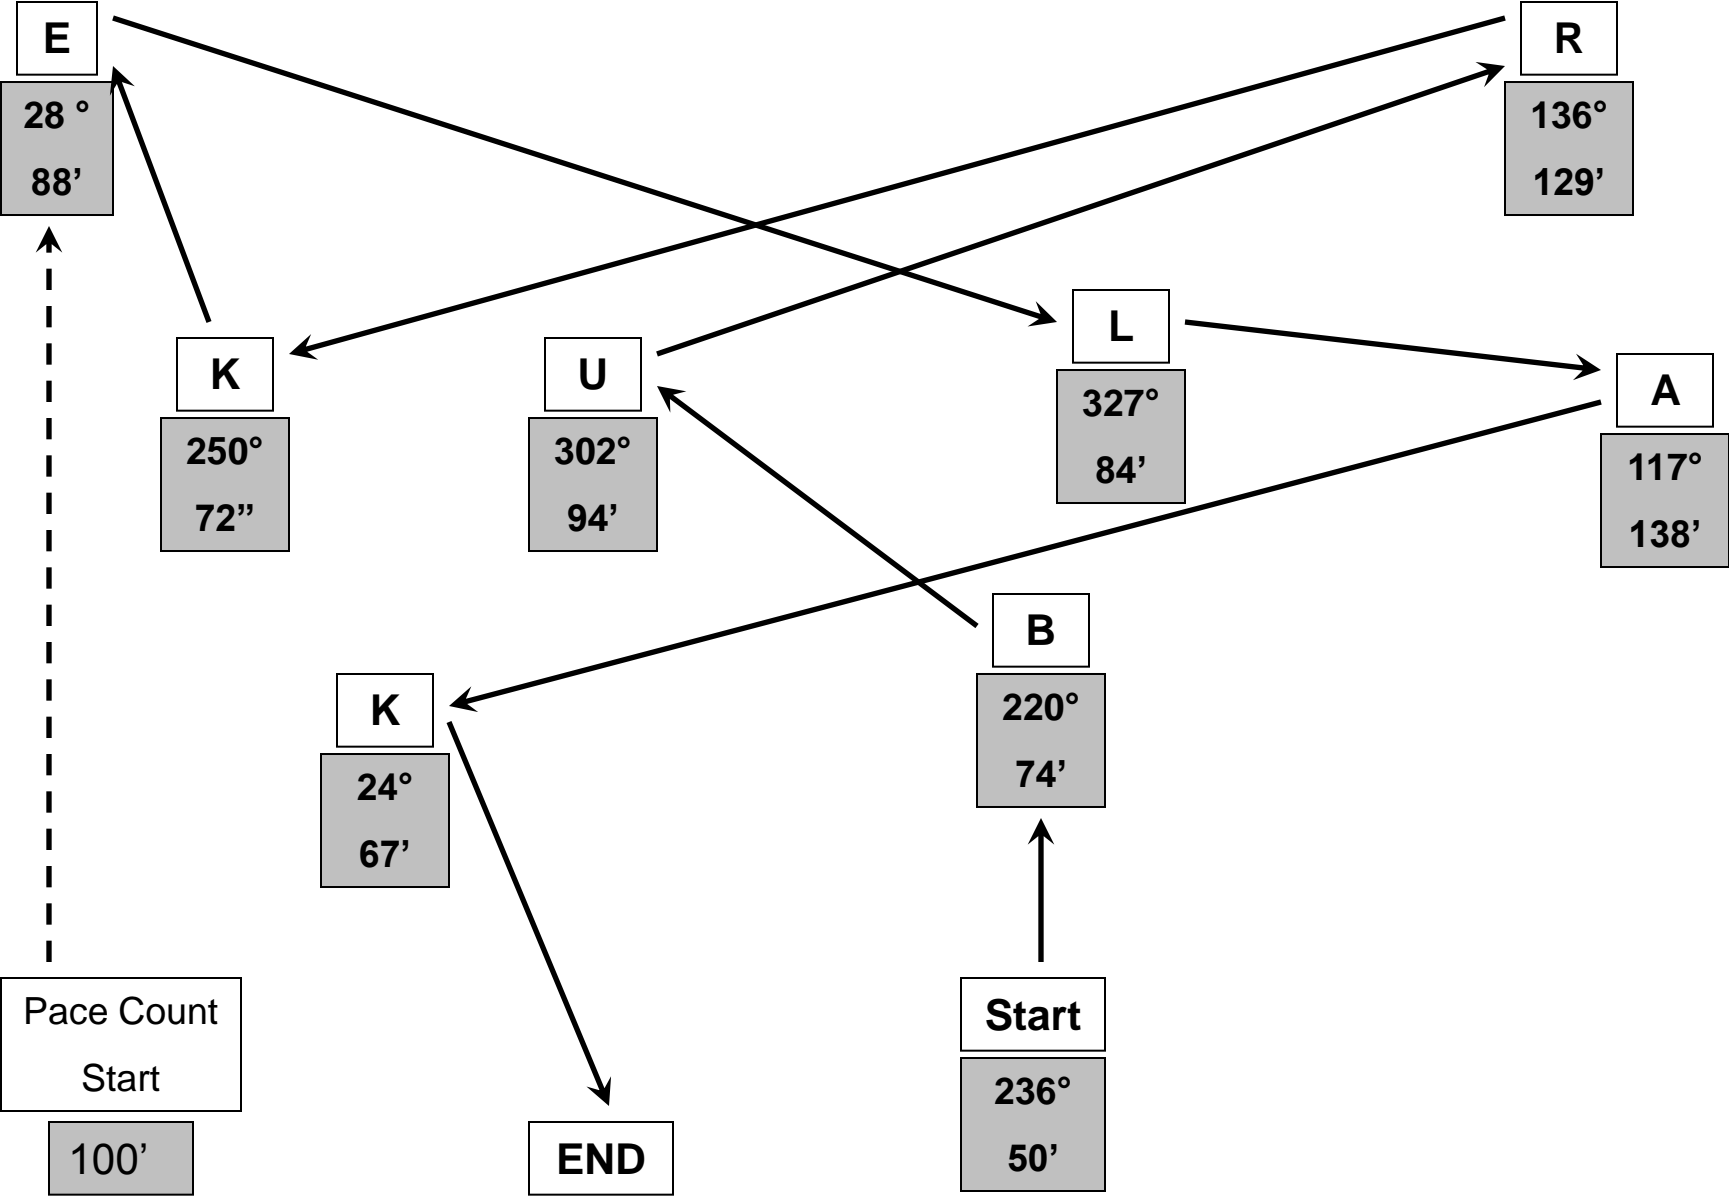 E
28 °
88’
R
136°
129’
K
250°
72”
U
302°
94’
L
327°
84’
A
117°
138’
B
220°
74’
K
24°
67’
Pace Count
Start
100’
END
Start
236°
50’